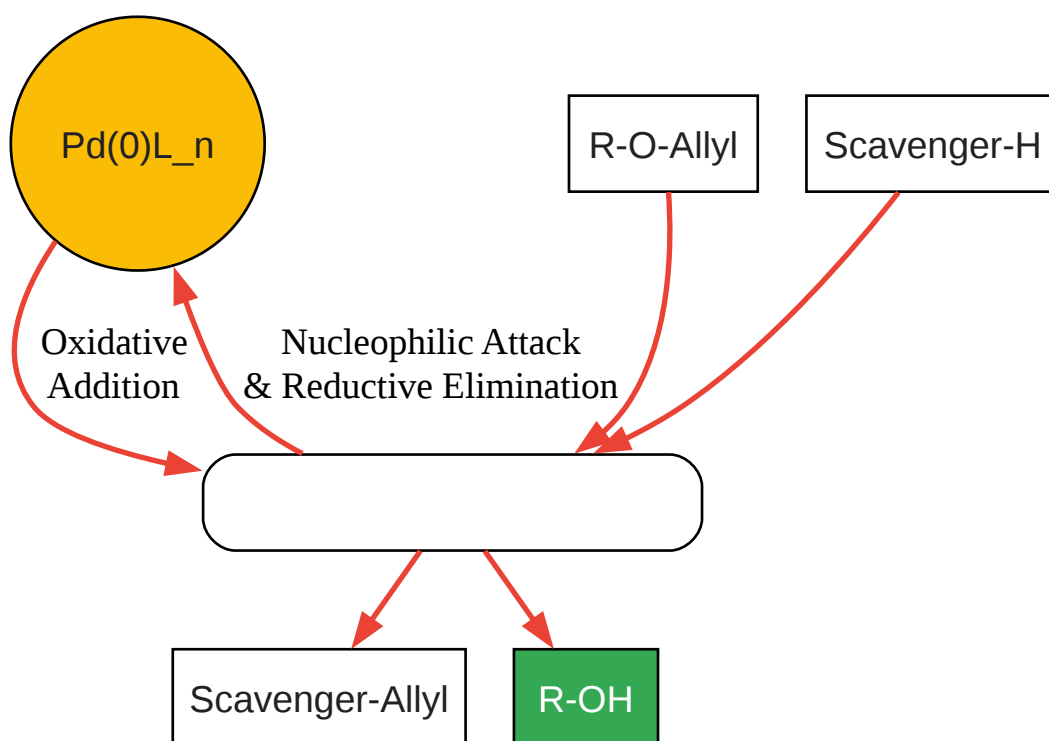 Pd(0)L_n
R-O-Allyl
Scavenger-H
Oxidative
Addition
Nucleophilic Attack
& Reductive Elimination
Scavenger-Allyl
R-OH